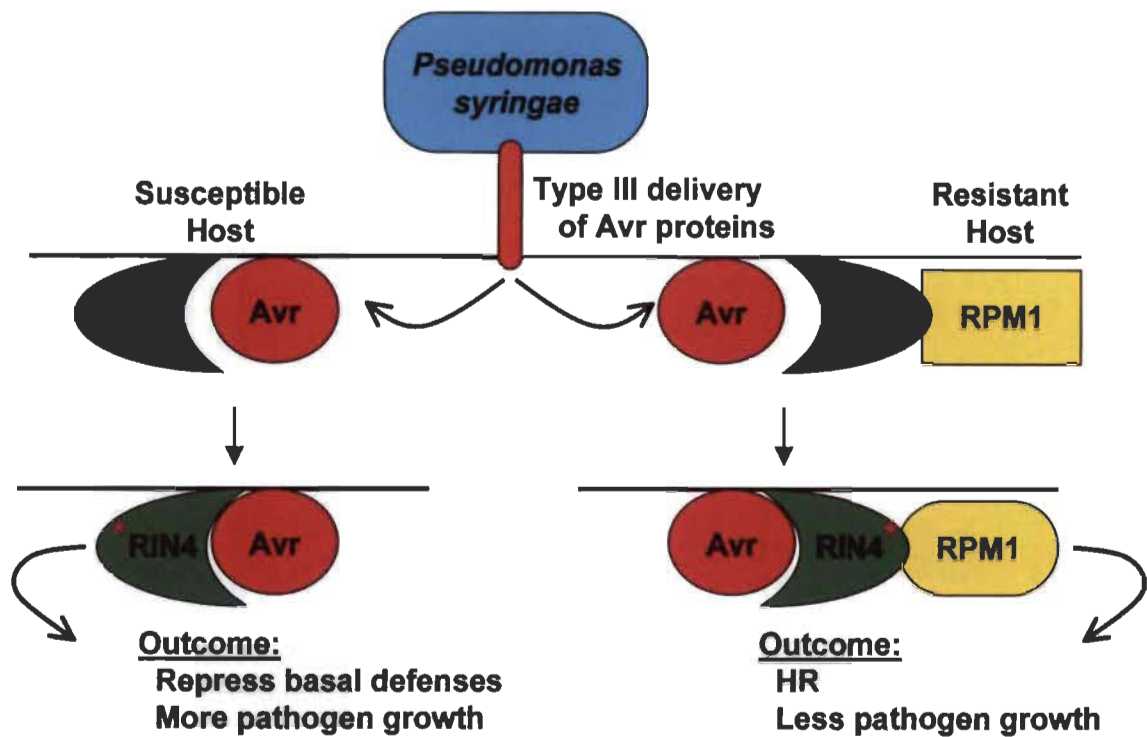 Pseudomonas
syringae
Susceptible
Host
Type III delivery
of Avr proteins
Resistant
Host
Avr
Avr
RPM1
RIN4
Avr
Avr
RIN4
RPM1
Outcome:
Repress basal defenses
More pathogen growth
Outcome:
HR
Less pathogen growth